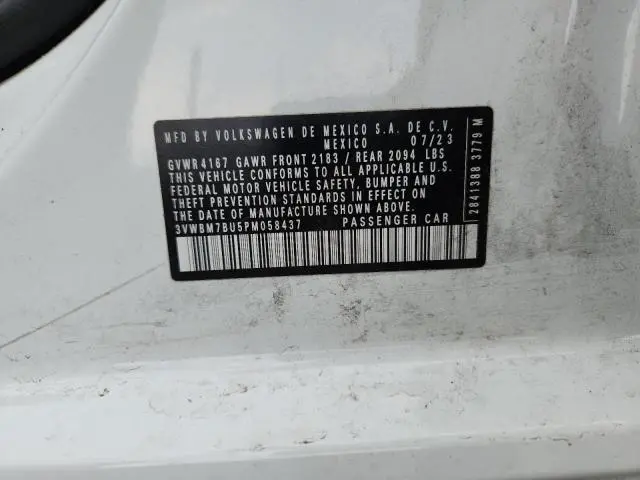 MFD BY VOLKSWAGEN DE MEXICO S.A. DE C.V.
MEXICO 07/23
GVWR 4167 GAWR FRONT 2183 / REAR 2094 LBS
THIS VEHICLE CONFORMS TO ALL APPLICABLE U.S.
FEDERAL MOTOR VEHICLE SAFETY, BUMPER AND
THEFT PREVENTION STANDARDS IN EFFECT ON
THE DATE OF MANUFACTURE SHOWN ABOVE.
3VWBM7BU5PM058437 PASSENGER CAR
2841388 3779 M